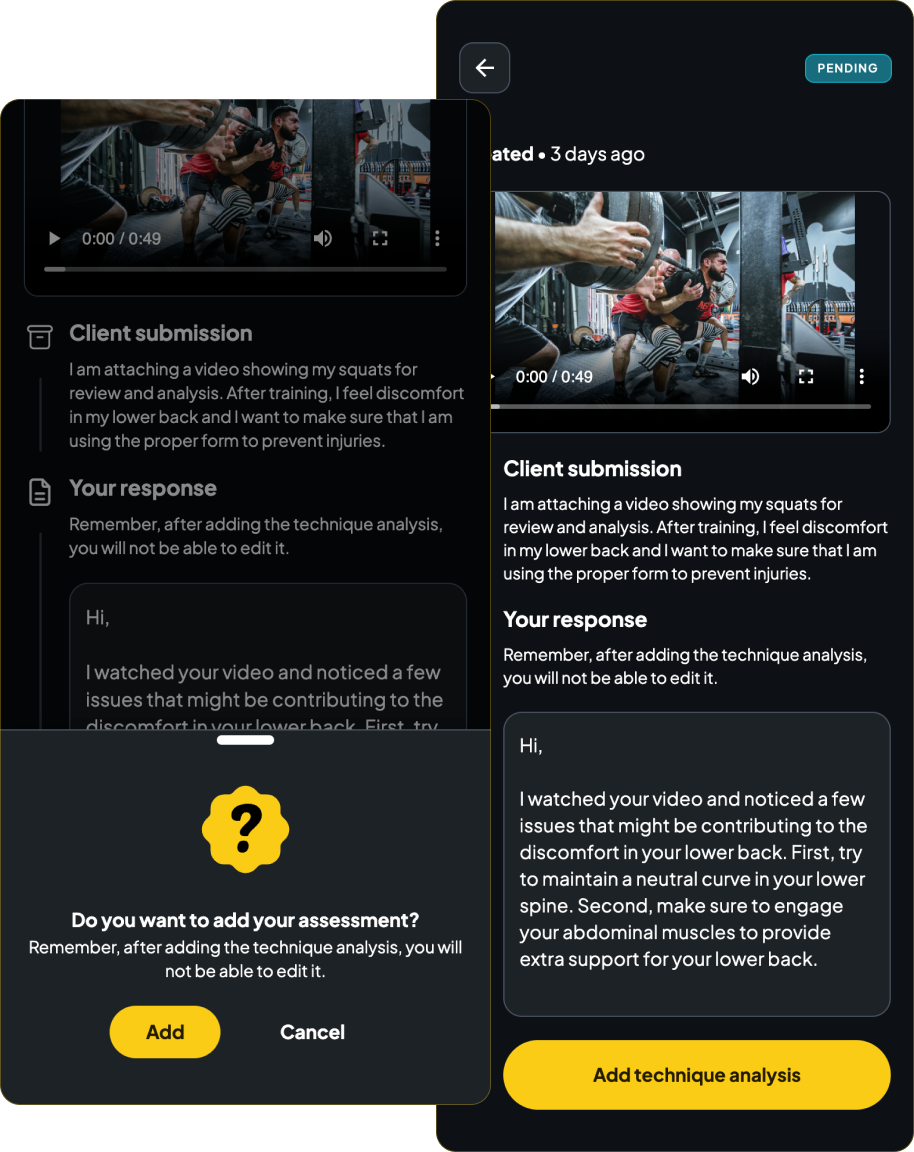 PENDING
ated • 3 days ago
0:00 / 0:49
Client submission
I am attaching a video showing my squats for
review and analysis. After training, I feel discomfort
in my lower back and I want to make sure that I am
using the proper form to prevent injuries.
Your response
Remember, after adding the technique analysis,
you will not be able to edit it.
Hi,
I watched your video and noticed a few
issues that might be contributing to the
discomfort in your lower back. First, try
to maintain a neutral curve in your lower
spine. Second, make sure to engage
your abdominal muscles to provide
extra support for your lower back.
Add technique analysis
0:00 / 0:49
Client submission
I am attaching a video showing my squats for
review and analysis. After training, I feel discomfort
in my lower back and I want to make sure that I am
using the proper form to prevent injuries.
Your response
Remember, after adding the technique analysis,
you will not be able to edit it.
Hi,
I watched your video and noticed a few
issues that might be contributing to the
discomfort in your lower back. First, try
?
Do you want to add your assessment?
Remember, after adding the technique analysis, you will
not be able to edit it.
Add
Cancel